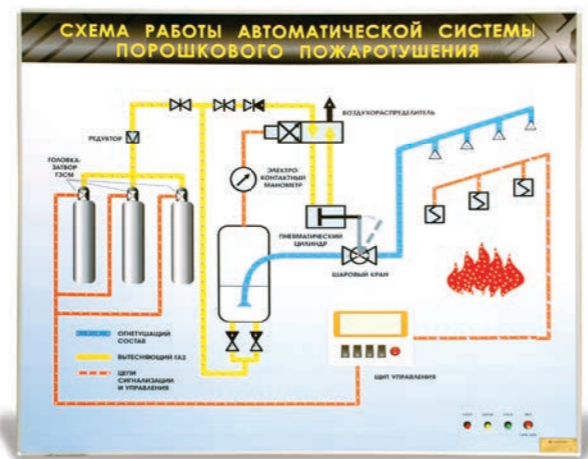 СХЕМА РАБОТЫ АВТОМАТИЧЕСКОЙ СИСТЕМЫ
ПОРОШКОВОГО ПОЖАРОТУШЕНИЯ
ВОЗДУХОРАСПРЕДЕЛИТЕЛЬ
РЕДУКТОР
ГОЛОВКА-
ЗАТВОР
ГЗСМ
ЭЛЕКТРО-
КОНТАКТНЫЙ
МАНОМЕТР
ПНЕВМАТИЧЕСКИЙ
ЦИЛИНДР
ШАРОВЫЙ КРАН
ОГНЕТУШАЩИЙ
СОСТАВ
ВЫТЕСНЯЮЩИЙ ГАЗ
ЦЕПИ
СИГНАЛИЗАЦИИ
И УПРАВЛЕНИЯ
ЩИТ УПРАВЛЕНИЯ